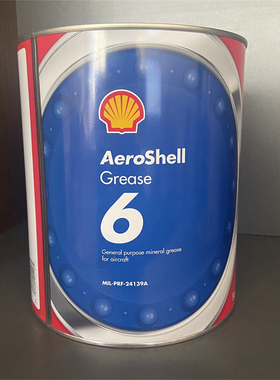 AeroShell
Grease
6
General purpose mineral grease
for aircraft
MIL-PRF-24139A